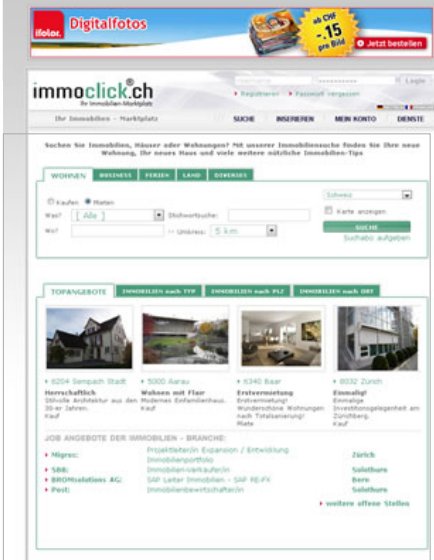 ifolor. Digitalfotos
ab CHF
-.15
pro Bild
Jetzt bestellen
immoclick.ch
Ihr Immobilien-Marktplatz
Login
Registrieren Passwort vergessen
Ihr Immobilien - Marktplatz SUCHE INSERIEREN MEIN KONTO DIENSTE
Suchen Sie Immobilien, Häuser oder Wohnungen? Mit unserer Immobiliensuche finden Sie Ihre neue
Wohnung, Ihr neues Haus und viele weitere nützliche Immobilien-Tips
WOHNEN BUSINESS FERIEN LAND DIVERSES
Schweiz
Kaufen Mieten
Karte anzeigen
Was? [ Alle ] Stichwortsuche:
SUCHE
Wo? Umkreis: 5 km
Suchabo aufgeben
TOPANGEBOTE IMMOBILIEN nach TYP IMMOBILIEN nach PLZ IMMOBILIEN nach ORT
6204 Sempach Stadt 5000 Aarau 6340 Baar 8032 Zürich
Herrschaftlich Wohnen mit Flair Erstvermietung Einmalig!
Stilvolle Architektur aus den Modernes Einfamilienhaus. Erstvermietung! Einmalige
30-er Jahren. Kauf Wunderschöne Wohnungen Investitionsgelegenheit am
Kauf nach Totalsanierung! Zürichberg.
Miete Kauf
JOB ANGEBOTE DER IMMOBILIEN - BRANCHE:
Migros: Projektleiter/in Expansion / Entwicklung Immobilienportfolio Zürich
SBB: Immobilien-Verkäufer/in Solothurn
BROMsolutions AG: SAP Leiter Immobilien - SAP RE-FX Bern
Post: Immobilienbewirtschafter/in Solothurn
weitere offene Stellen